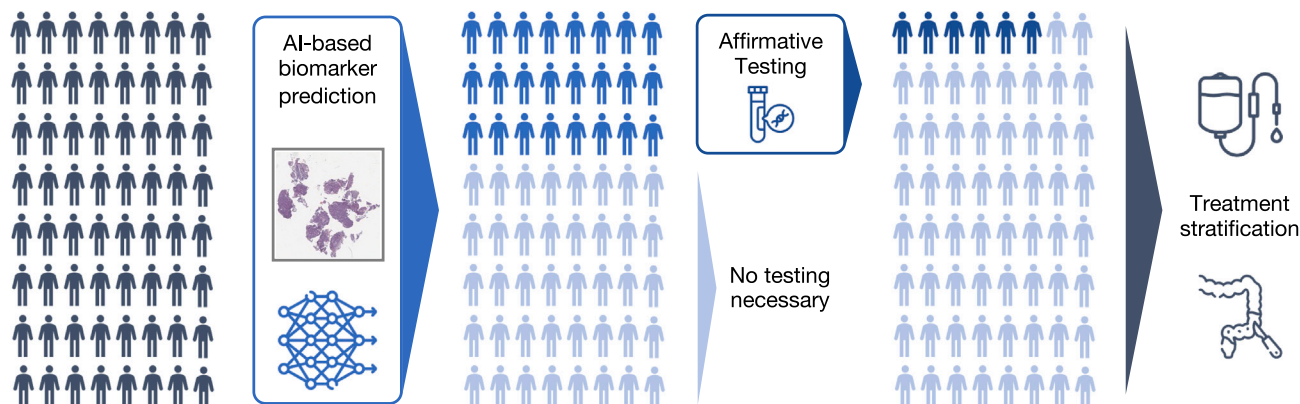 AI-based
biomarker
prediction
Affirmative
Testing
No testing
necessary
Treatment
stratification